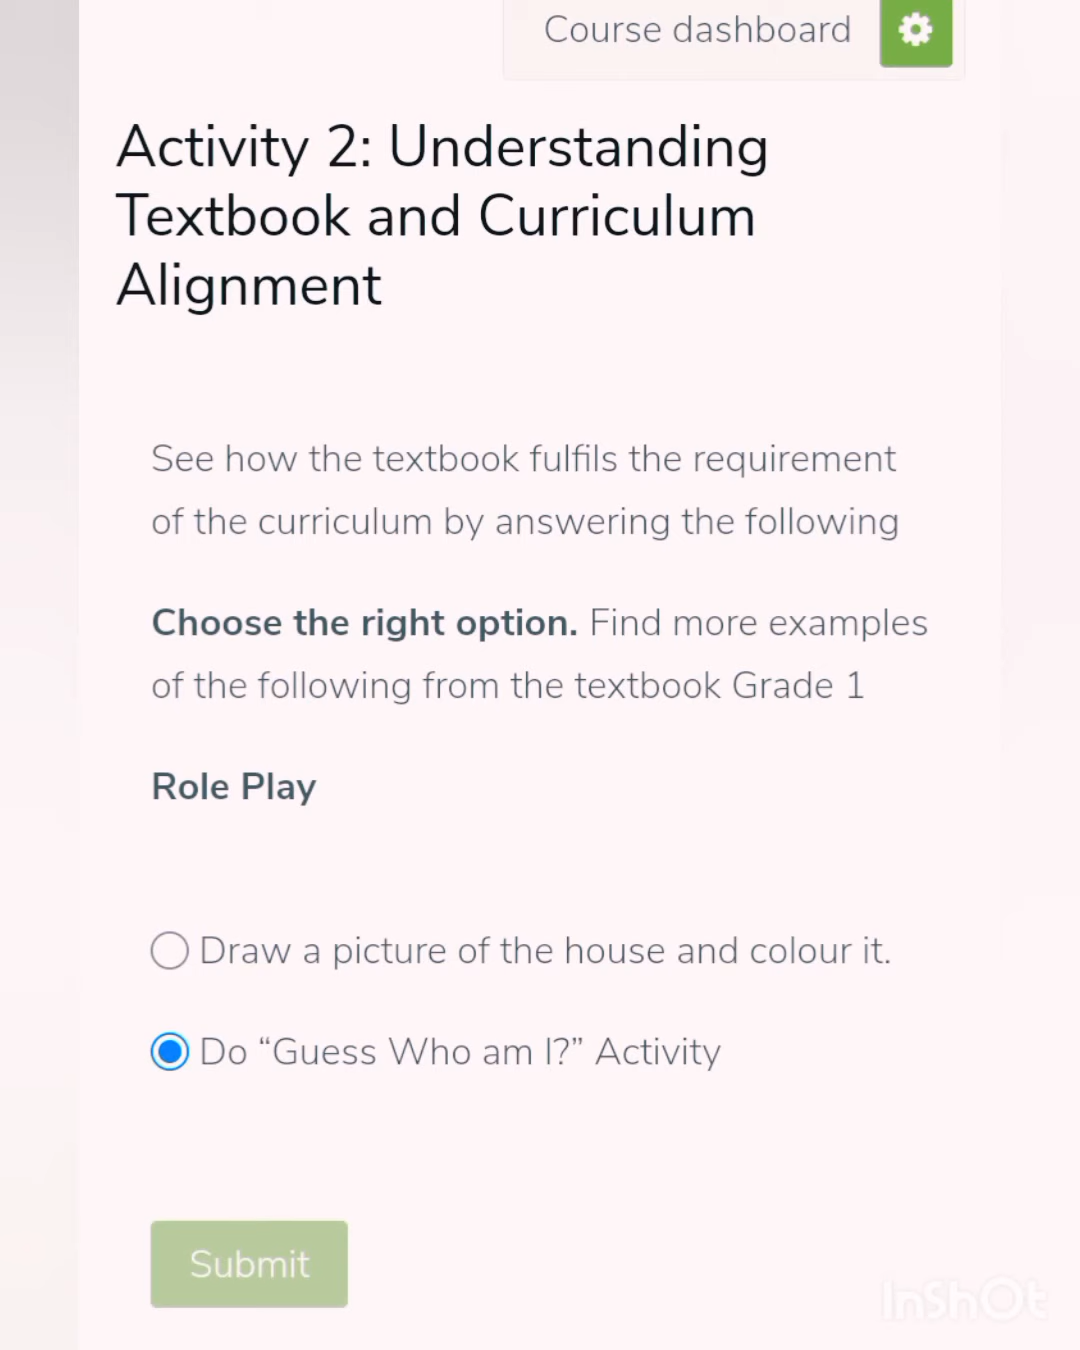 Course dashboard
Activity 2: Understanding
Textbook and Curriculum
Alignment
See how the textbook fulfils the requirement
of the curriculum by answering the following
Choose the right option. Find more examples
of the following from the textbook Grade 1
Role Play
Draw a picture of the house and colour it.
Do “Guess Who am I?” Activity
Submit
InShOt